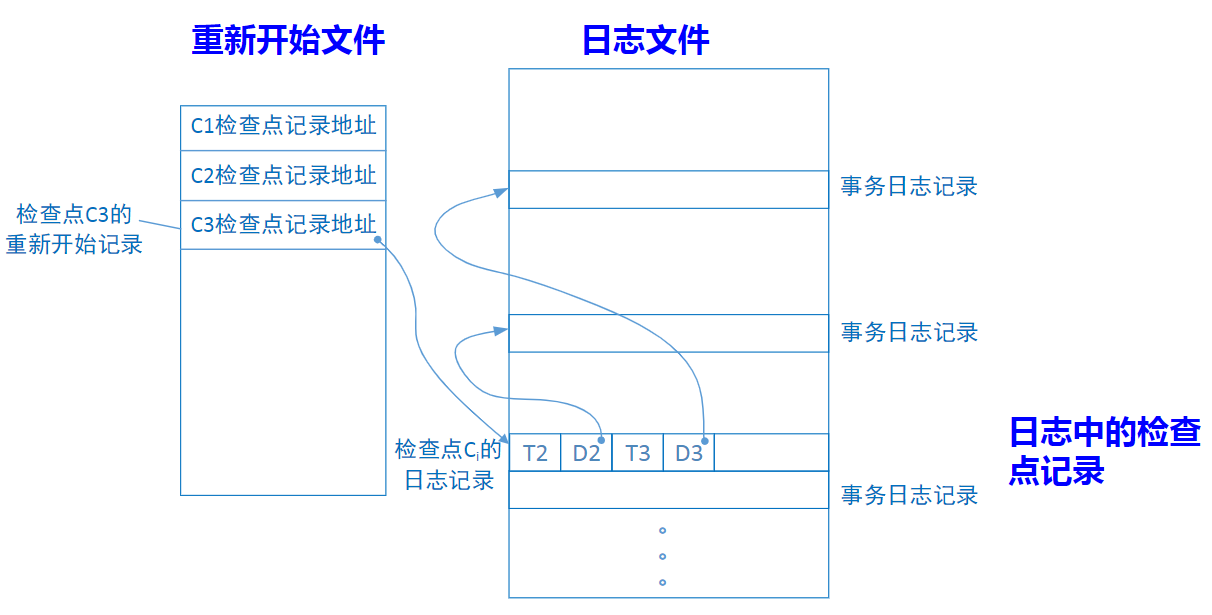 重新开始文件
日志文件
C1检查点记录地址
C2检查点记录地址
C3检查点记录地址
检查点C3的
重新开始记录
事务日志记录
事务日志记录
检查点Ci的
日志记录
T2 D2 T3 D3
日志中的检查
点记录
事务日志记录